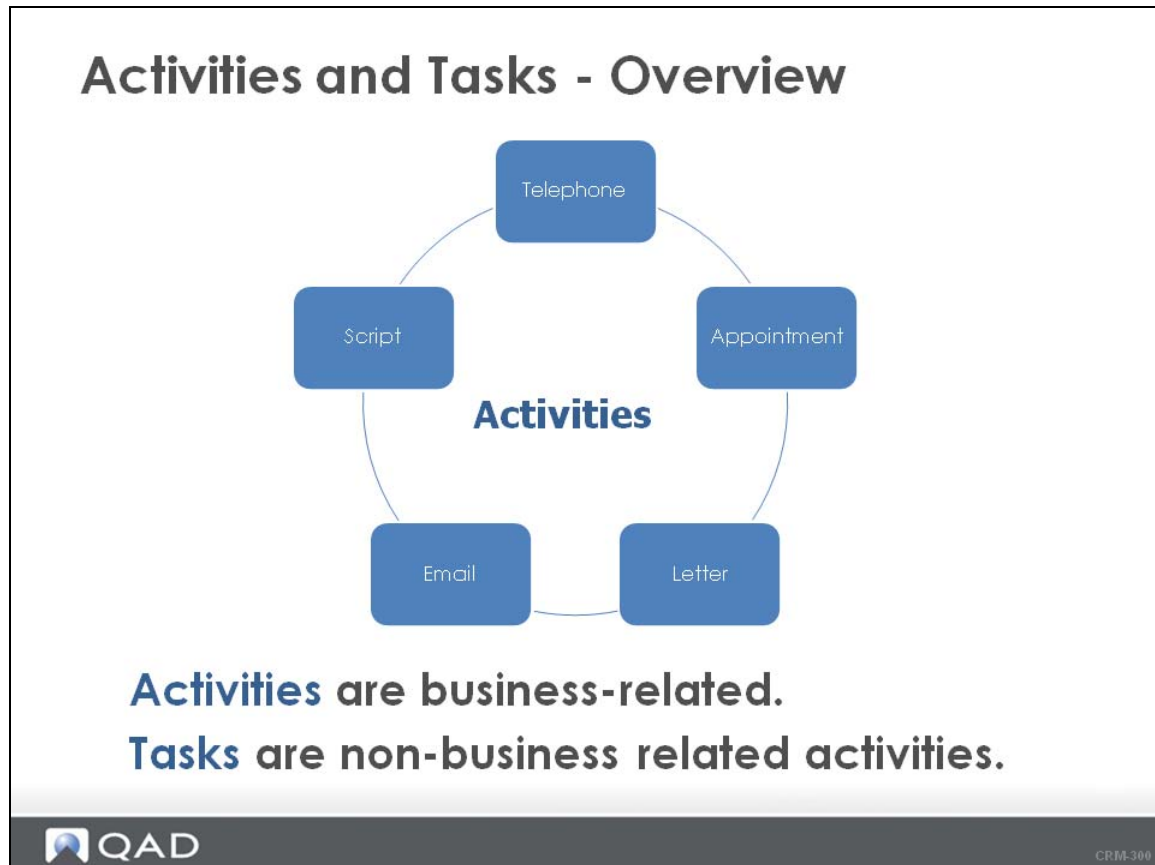 Activities and Tasks - Overview
Telephone
Script
Appointment
Activities
Email
Letter
Activities are business-related.
Tasks are non-business related activities.
QAD
CRM-300